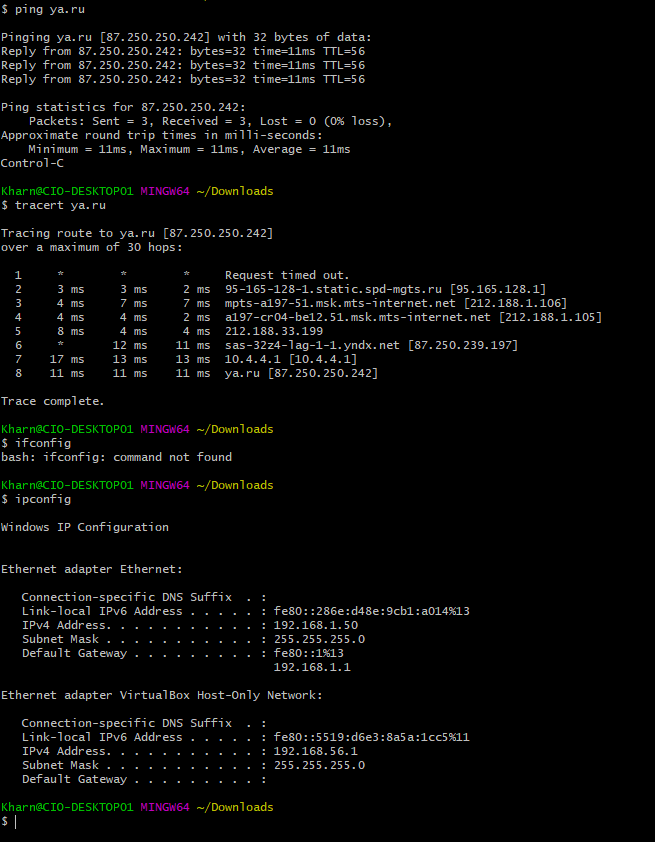 $ ping ya.ru
Pinging ya.ru [87.250.250.242] with 32 bytes of data:
Reply from 87.250.250.242: bytes=32 time=11ms TTL=56
Reply from 87.250.250.242: bytes=32 time=11ms TTL=56
Reply from 87.250.250.242: bytes=32 time=11ms TTL=56
Ping statistics for 87.250.250.242:
    Packets: Sent = 3, Received = 3, Lost = 0 (0% loss),
Approximate round trip times in milli-seconds:
    Minimum = 11ms, Maximum = 11ms, Average = 11ms
Control-C
Kharn@CIO-DESKTOP01 MINGW64 ~/Downloads
$ tracert ya.ru
Tracing route to ya.ru [87.250.250.242]
over a maximum of 30 hops:
  1     *        *        *     Request timed out.
  2     3 ms     3 ms     2 ms  95-165-128-1.static.spd-mgts.ru [95.165.128.1]
  3     4 ms     7 ms     7 ms  mpts-a197-51.msk.mts-internet.net [212.188.1.106]
  4     4 ms     4 ms     2 ms  a197-cr04-be12.51.msk.mts-internet.net [212.188.1.105]
  5     8 ms     4 ms     4 ms  212.188.33.199
  6     *       12 ms    11 ms  sas-32z4-lag-1-1.yndx.net [87.250.239.197]
  7    17 ms    13 ms    13 ms  10.4.4.1 [10.4.4.1]
  8    11 ms    11 ms    11 ms  ya.ru [87.250.250.242]
Trace complete.
Kharn@CIO-DESKTOP01 MINGW64 ~/Downloads
$ ifconfig
bash: ifconfig: command not found
Kharn@CIO-DESKTOP01 MINGW64 ~/Downloads
$ ipconfig
Windows IP Configuration
Ethernet adapter Ethernet:
   Connection-specific DNS Suffix  . :
   Link-local IPv6 Address . . . . . : fe80::286e:d48e:9cb1:a014%13
   IPv4 Address. . . . . . . . . . . : 192.168.1.50
   Subnet Mask . . . . . . . . . . . : 255.255.255.0
   Default Gateway . . . . . . . . . : fe80::1%13
                                       192.168.1.1
Ethernet adapter VirtualBox Host-Only Network:
   Connection-specific DNS Suffix  . :
   Link-local IPv6 Address . . . . . : fe80::5519:d6e3:8a5a:1cc5%11
   IPv4 Address. . . . . . . . . . . : 192.168.56.1
   Subnet Mask . . . . . . . . . . . : 255.255.255.0
   Default Gateway . . . . . . . . . :
Kharn@CIO-DESKTOP01 MINGW64 ~/Downloads
$